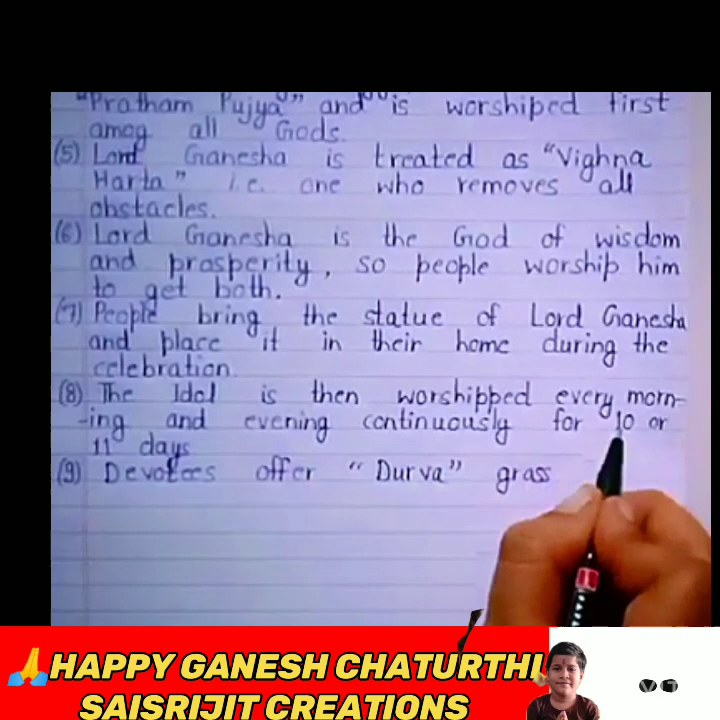 "Pratham Pujya" and is worshiped first
amog all Gods.
(5) Lord Ganesha is treated as "Vighna
Harta" i.e. one who removes all
obstacles.
(6) Lord Ganesha is the God of wisdom
and prosperity, so people worship him
to get both.
(7) People bring the statue of Lord Ganesha
and place it in their home during the
celebration.
(8) The Idol is then worshipped every morn-
-ing and evening continuously for 10 or
11 days
(9) Devotees offer "Durva" grass
🙏HAPPY GANESH CHATURTHI
SAISRIJIT CREATIONS